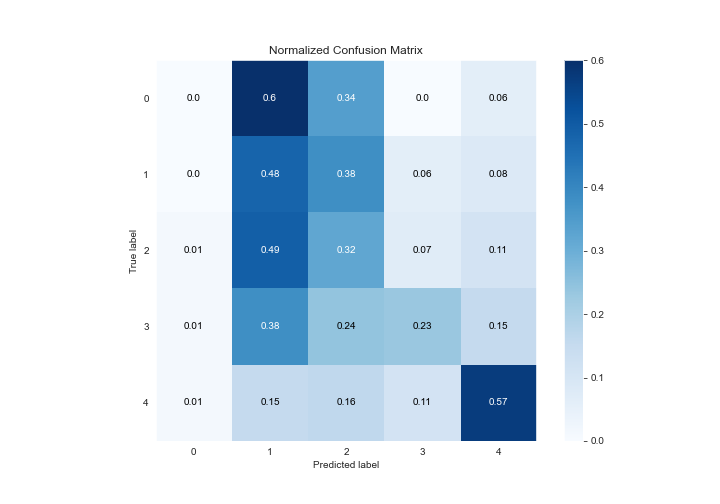 Normalized Confusion Matrix
0 0.0 0.6 0.34 0.0 0.06
1 0.0 0.48 0.38 0.06 0.08
2 0.01 0.49 0.32 0.07 0.11
3 0.01 0.38 0.24 0.23 0.15
4 0.01 0.15 0.16 0.11 0.57
0 1 2 3 4
Predicted label
True label
0.6
0.5
0.4
0.3
0.2
0.1
0.0